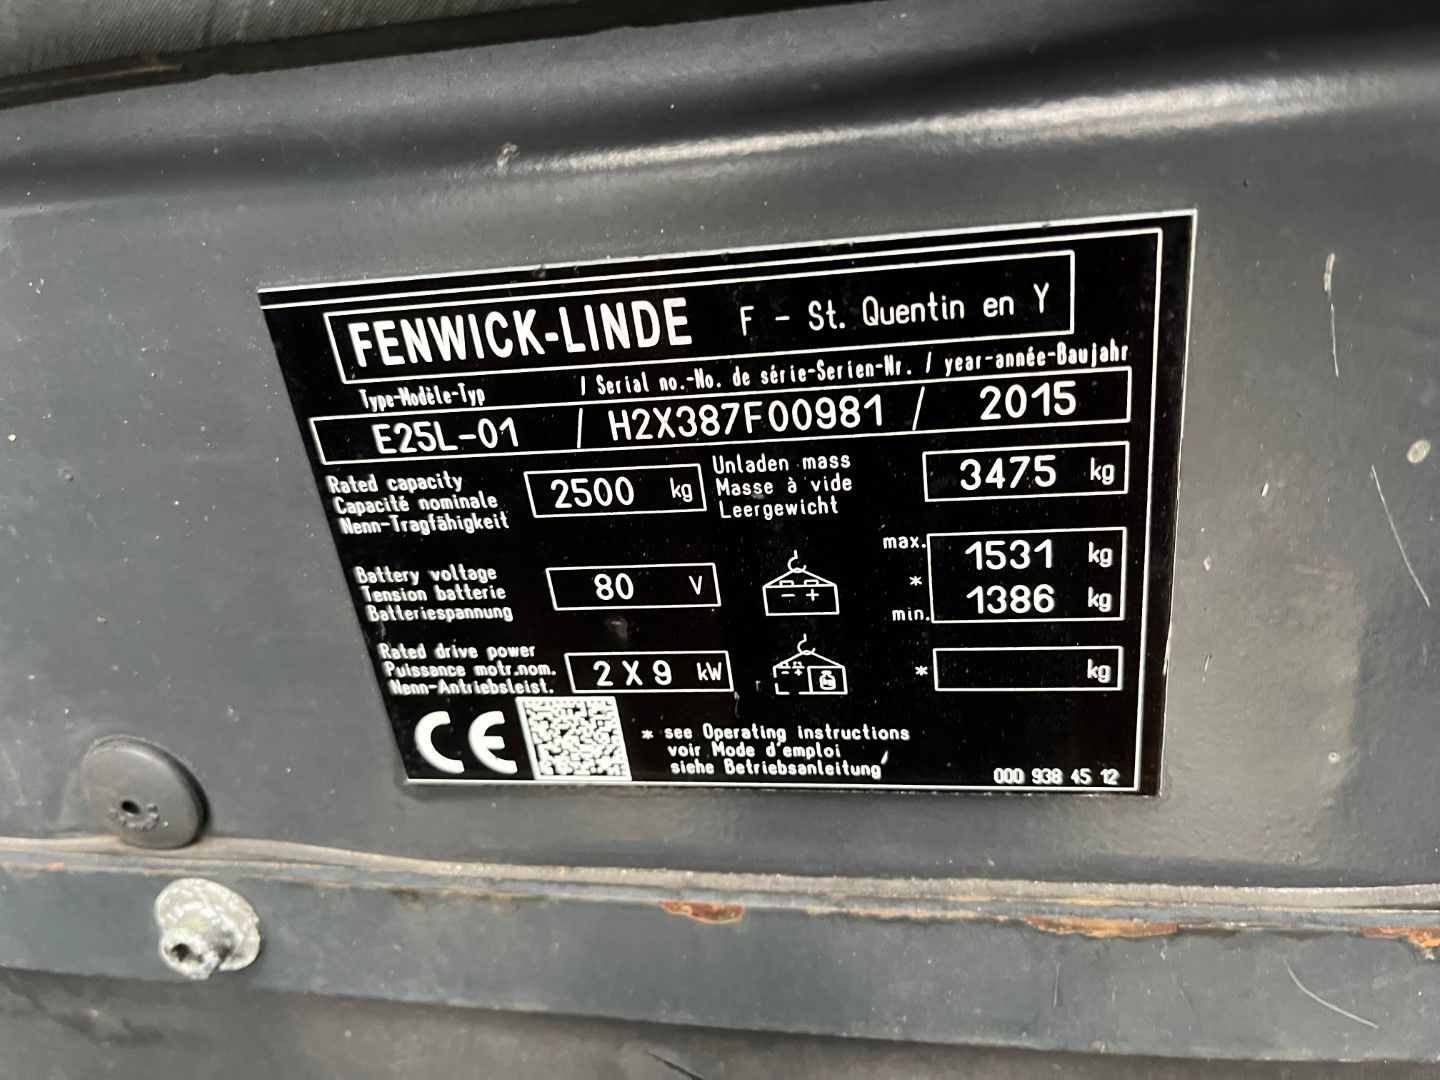 FENWICK-LINDE F - St. Quentin en Y
Type-Modèle-Typ / Serial no.-No. de série-Serien-Nr. / year-année-Baujahr
E25L-01 / H2X387F00981 / 2015
Rated capacity
Capacité nominale
Nenn-Tragfähigkeit
2500 kg
Unladen mass
Masse à vide
Leergewicht
3475 kg
Battery voltage
Tension batterie
Batteriespannung
80 V
- +
max. 1531 kg
*
min. 1386 kg
Rated drive power
Puissance motr.nom.
Nenn-Antriebsleist.
2 X 9 kW
- +
* kg
CE
* see Operating instructions
voir Mode d'emploi
siehe Betriebsanleitung
000 938 45 12